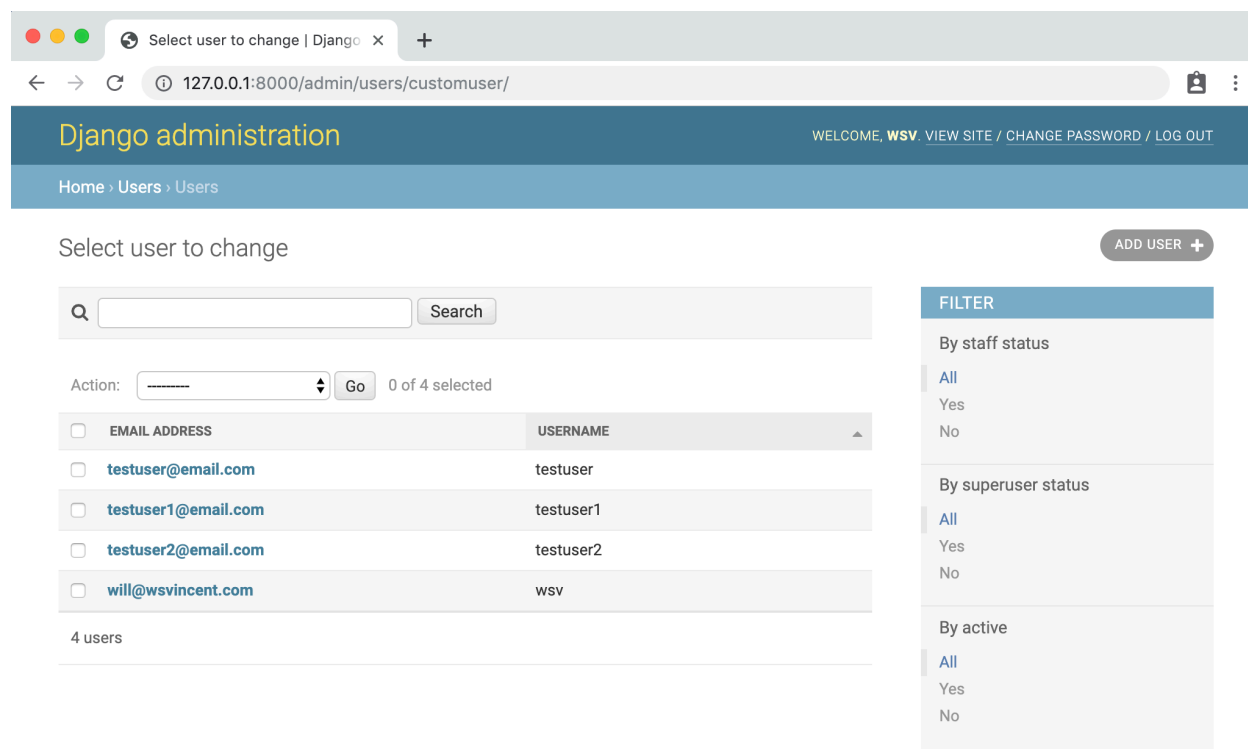 Select user to change | Django
127.0.0.1:8000/admin/users/customuser/
Django administration
WELCOME, WSV. VIEW SITE / CHANGE PASSWORD / LOG OUT
Home › Users › Users
Select user to change
ADD USER +
Search
Action: --------- Go 0 of 4 selected
EMAIL ADDRESS USERNAME
testuser@email.com testuser
testuser1@email.com testuser1
testuser2@email.com testuser2
will@wsvincent.com wsv
4 users
FILTER
By staff status
All
Yes
No
By superuser status
All
Yes
No
By active
All
Yes
No